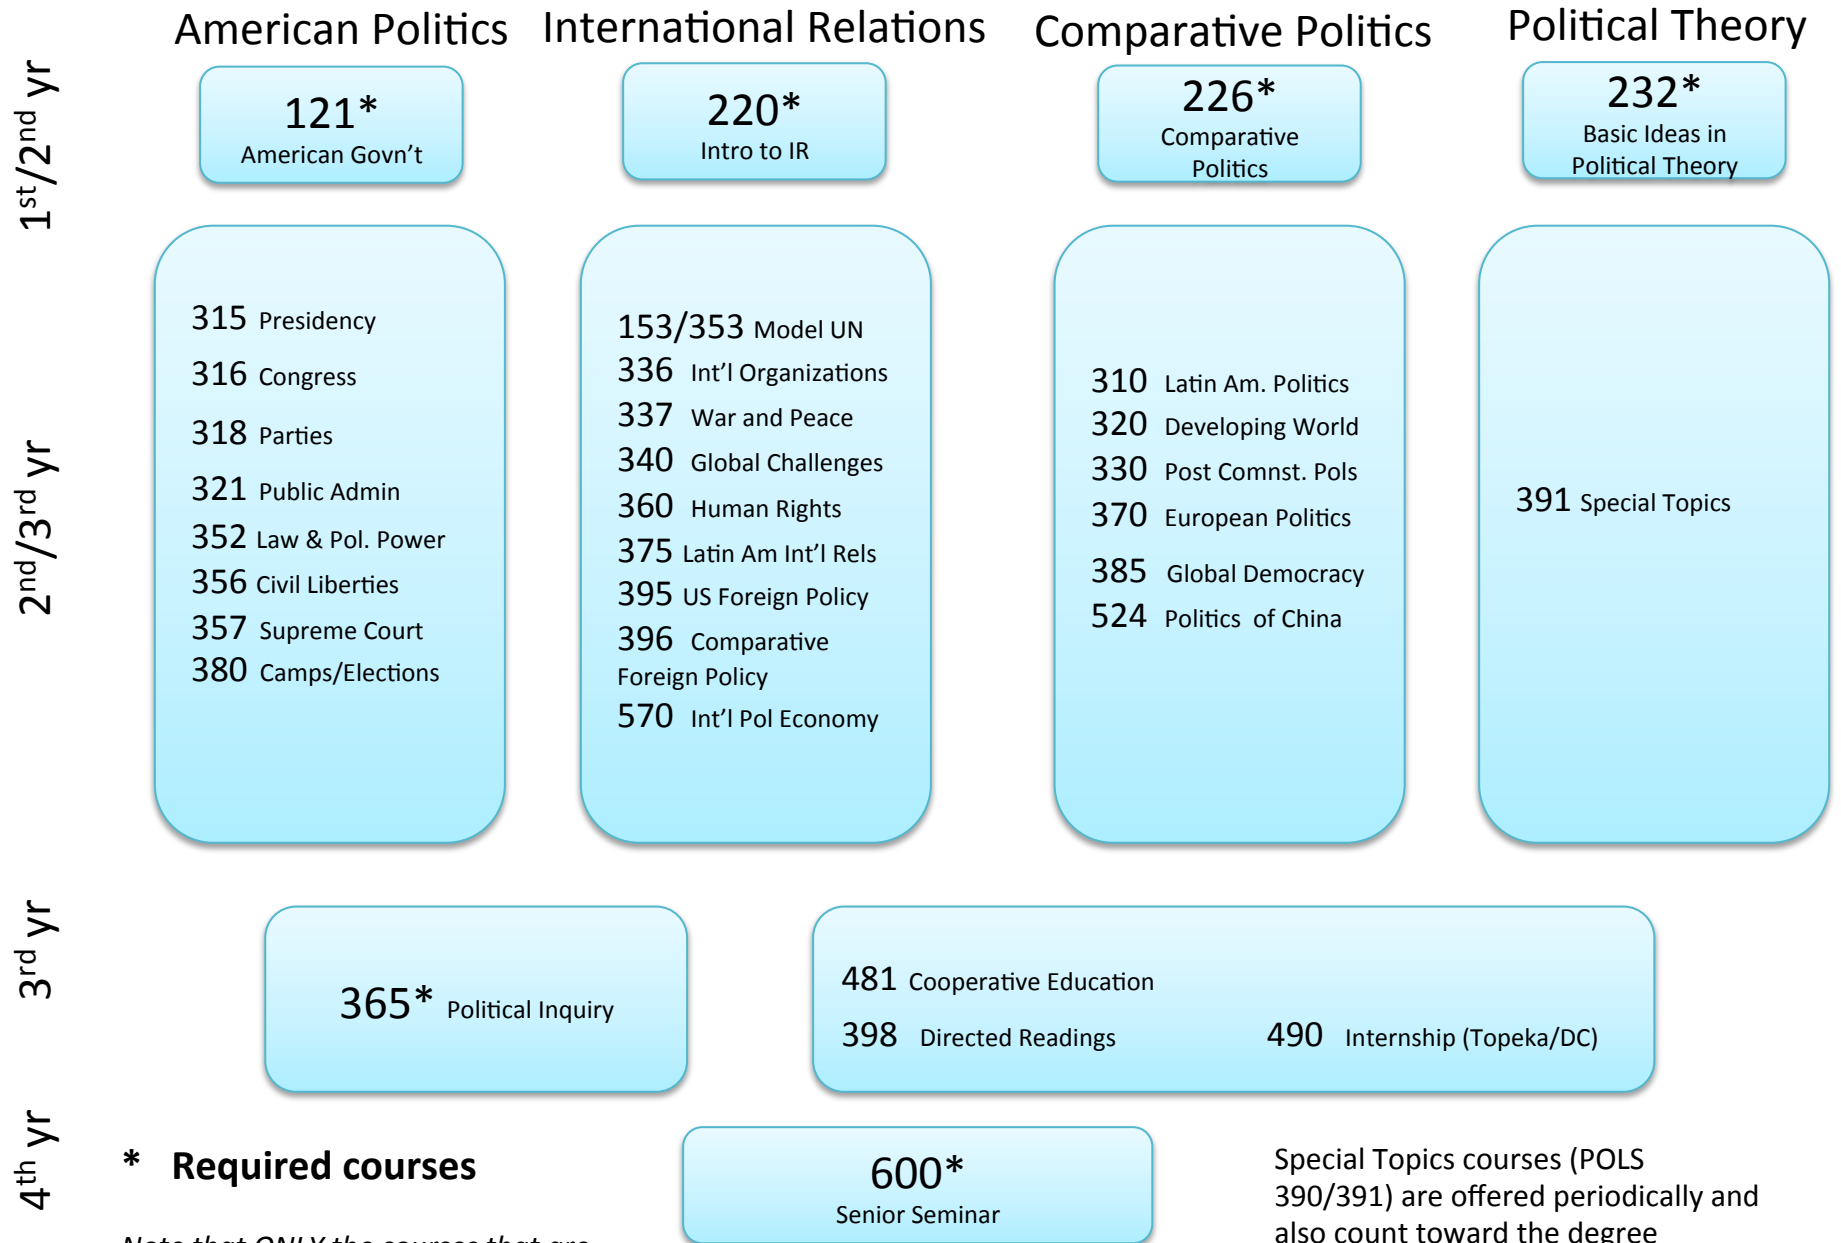 American Politics
International Relations
Comparative Politics
Political Theory
1st/2nd yr
121*
American Govn’t
220*
Intro to IR
226*
Comparative
Politics
232*
Basic Ideas in
Political Theory
2nd/3rd yr
315 Presidency
316 Congress
318 Parties
321 Public Admin
352 Law & Pol. Power
356 Civil Liberties
357 Supreme Court
380 Camps/Elections
153/353 Model UN
336 Int’l Organizations
337 War and Peace
340 Global Challenges
360 Human Rights
375 Latin Am Int’l Rels
395 US Foreign Policy
396 Comparative
Foreign Policy
570 Int’l Pol Economy
310 Latin Am. Politics
320 Developing World
330 Post Comnst. Pols
370 European Politics
385 Global Democracy
524 Politics of China
391 Special Topics
3rd yr
365* Political Inquiry
481 Cooperative Education
398 Directed Readings
490 Internship (Topeka/DC)
4th yr
* Required courses
Note that ONLY the courses that are
600*
Senior Seminar
Special Topics courses (POLS
390/391) are offered periodically and
also count toward the degree